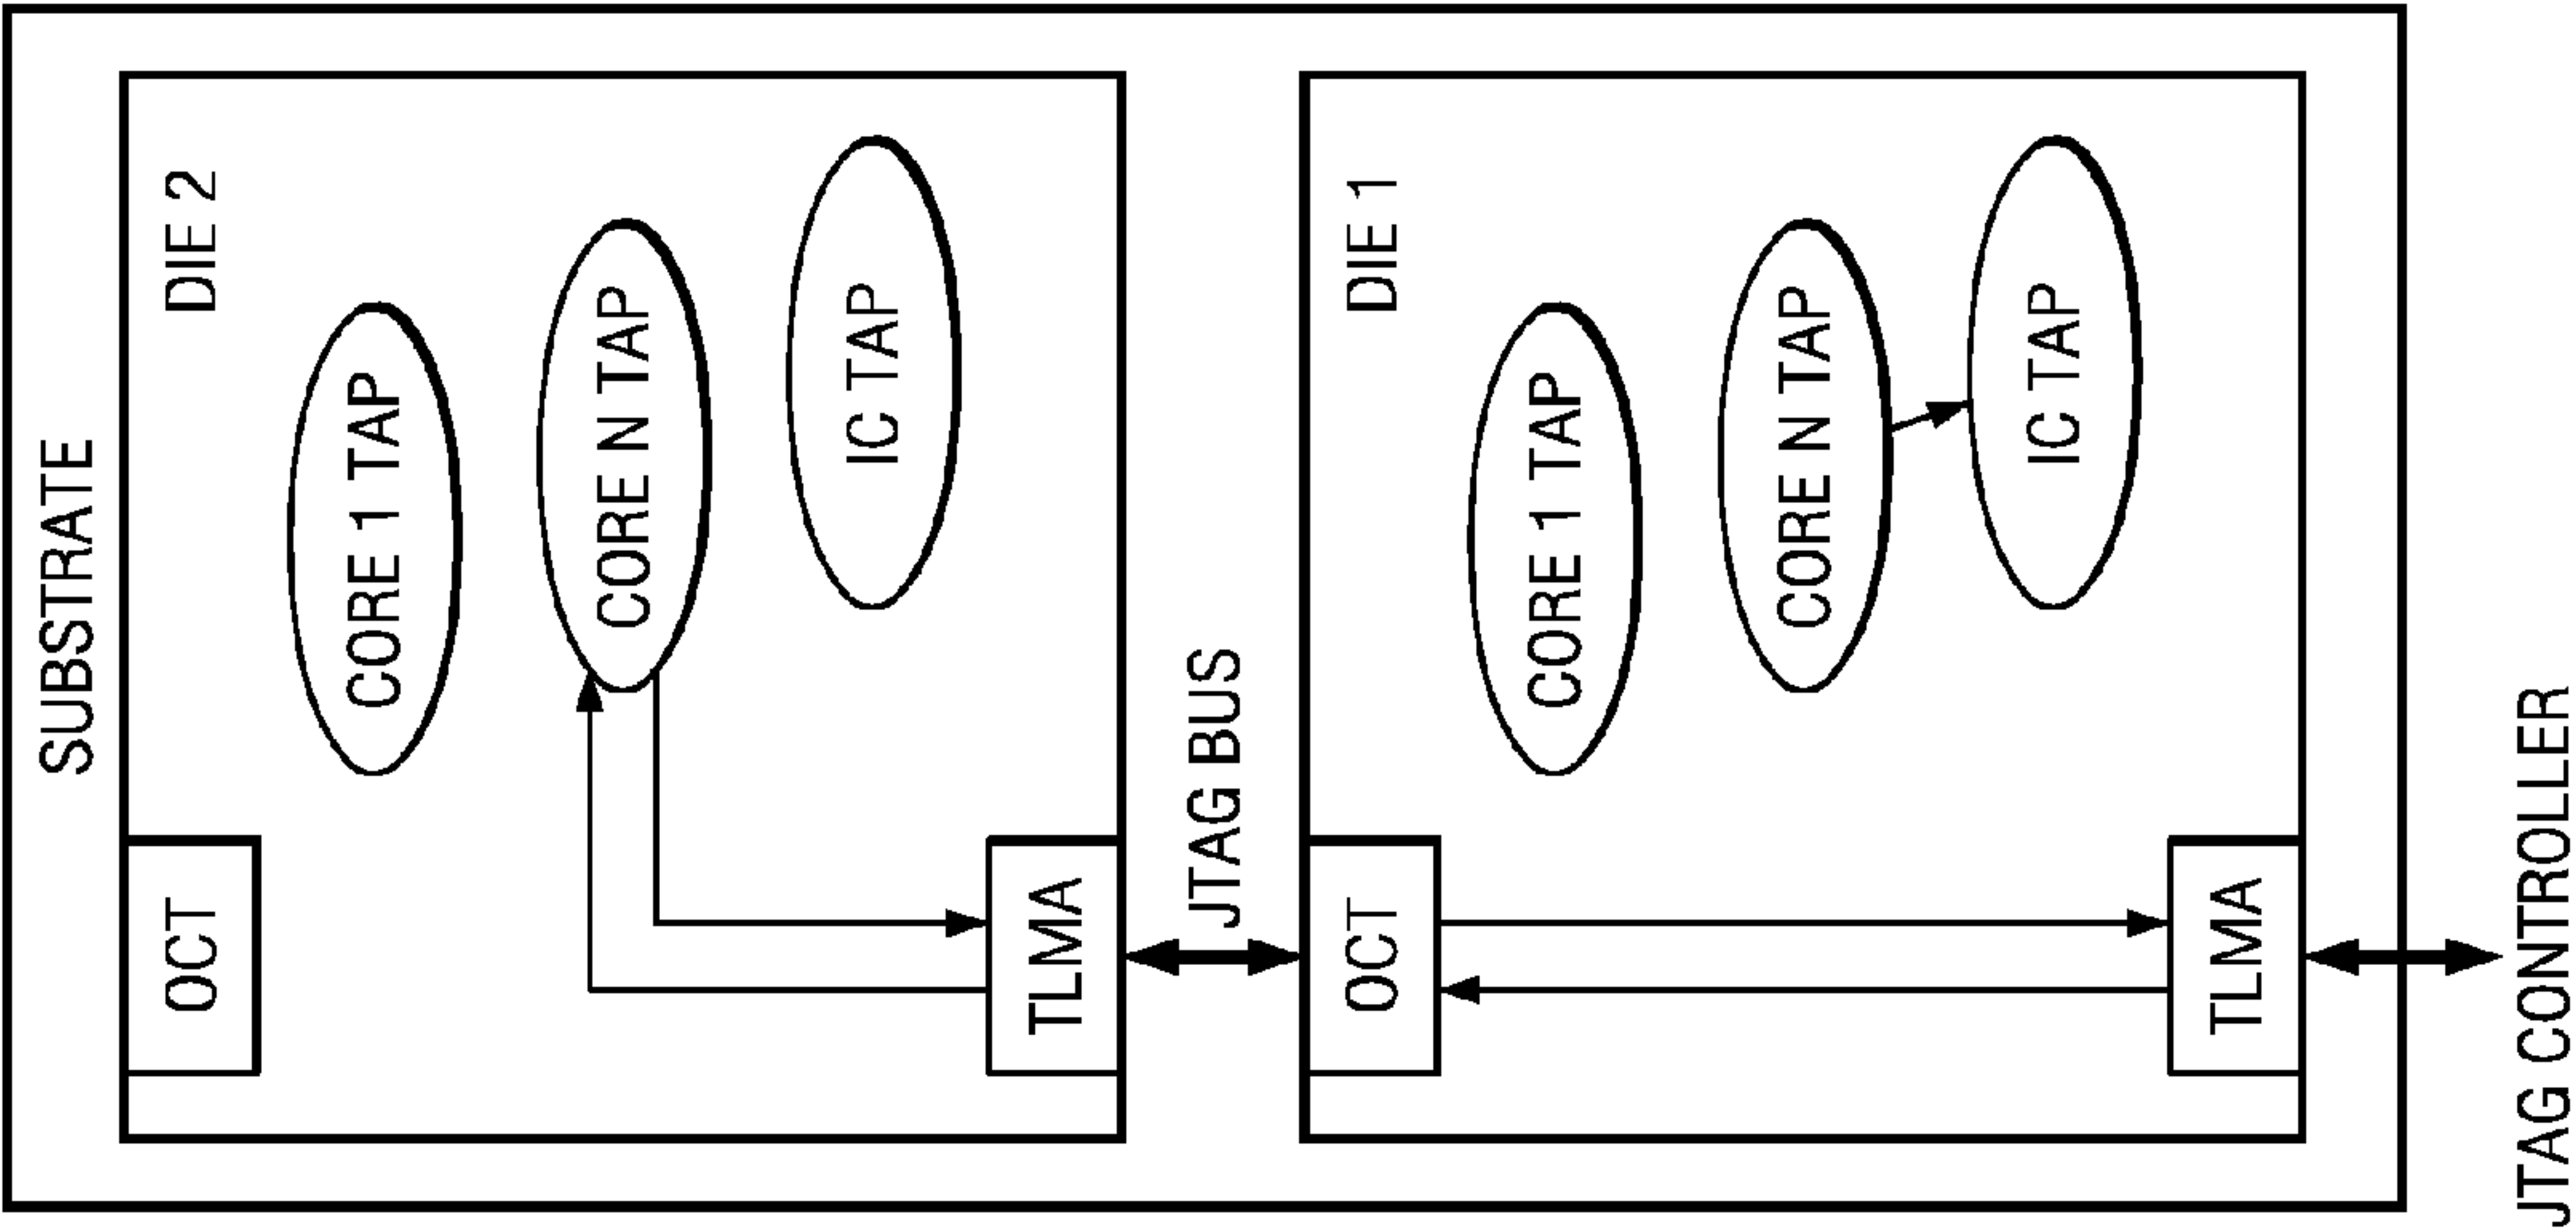 SUBSTRATE
DIE 2
CORE 1 TAP
CORE N TAP
IC TAP
OCT
TLMA
JTAG BUS
DIE 1
CORE 1 TAP
CORE N TAP
IC TAP
OCT
TLMA
JTAG CONTROLLER